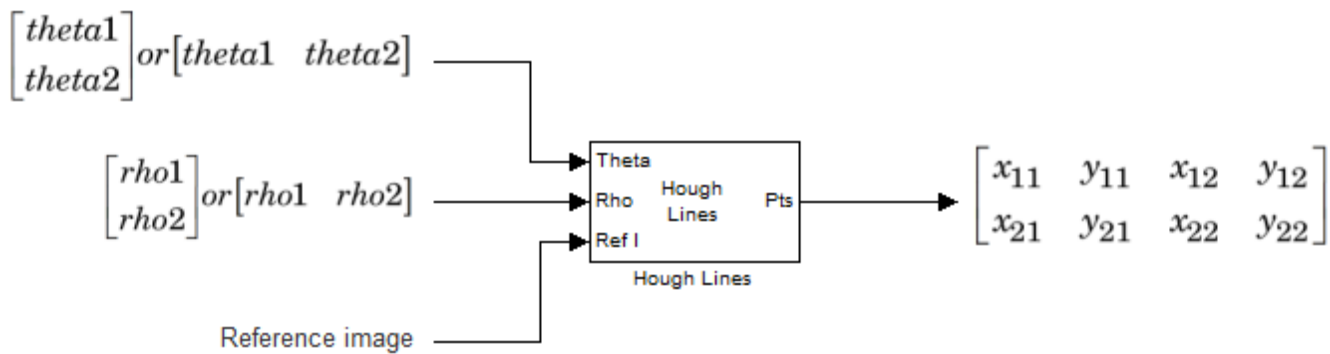 [theta1
theta2] or [theta1 theta2]
[rho1
rho2] or [rho1 rho2]
Reference image
Theta
Rho
Ref I
Hough
Lines
Pts
Hough Lines
[x11 y11 x12 y12
x21 y21 x22 y22]